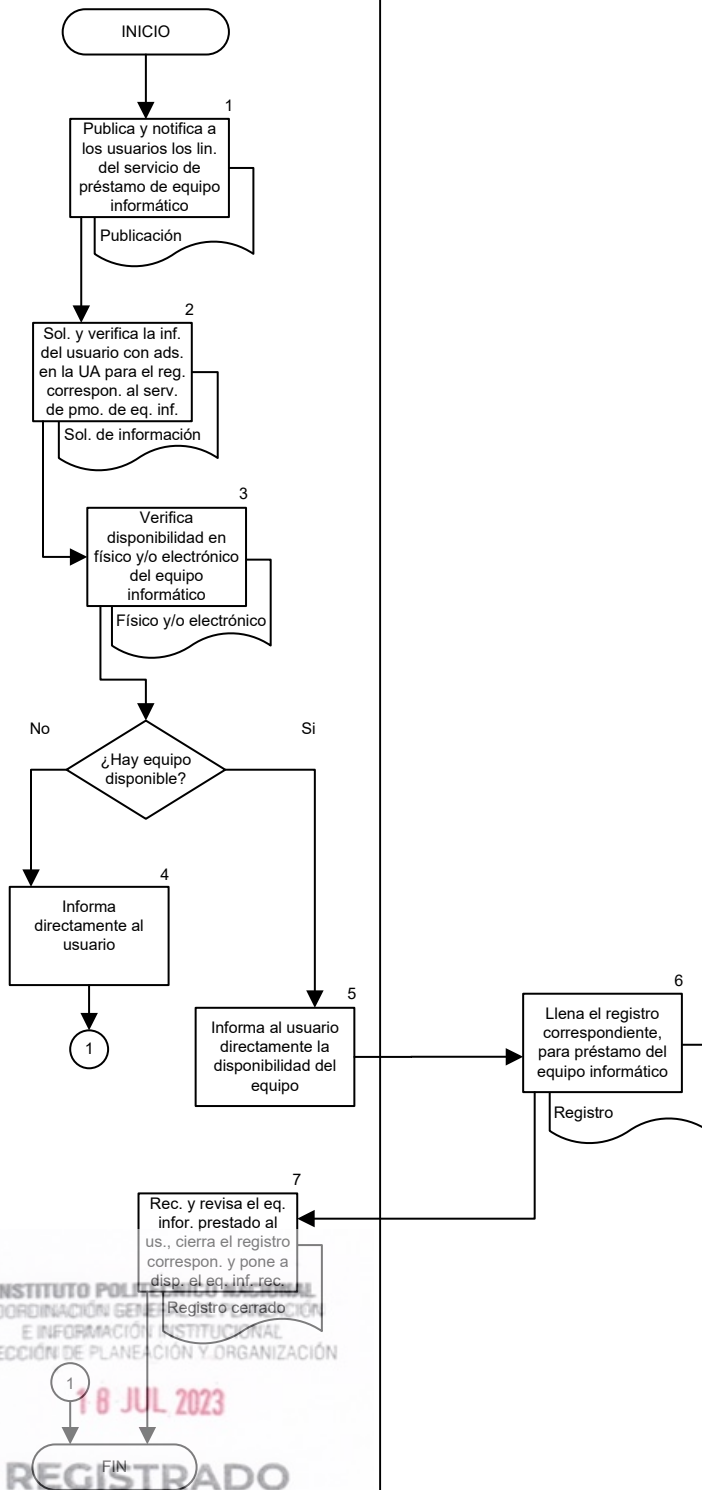 INICIO
1
Publica y notifica a
los usuarios los lin.
del servicio de
préstamo de equipo
informático
Publicación
2
Sol. y verifica la inf.
del usuario con ads.
en la UA para el reg.
correspon. al serv.
de pmo. de eq. inf.
Sol. de información
3
Verifica
disponibilidad en
físico y/o electrónico
del equipo
informático
Físico y/o electrónico
No
Si
¿Hay equipo
disponible?
4
Informa
directamente al
usuario
1
5
Informa al usuario
directamente la
disponibilidad del
equipo
6
Llena el registro
correspondiente,
para préstamo del
equipo informático
Registro
7
Rec. y revisa el eq.
infor. prestado al
us., cierra el registro
correspon. y pone a
disp. el eq. inf. rec.
Registro cerrado
NSTITUTO POLITÉCNICO NACIONAL
OORDINACIÓN GENERAL DE PLANEACIÓN
E INFORMACIÓN INSTITUCIONAL
ECCIÓN DE PLANEACIÓN Y ORGANIZACIÓN
1
18 JUL 2023
FIN
REGISTRADO